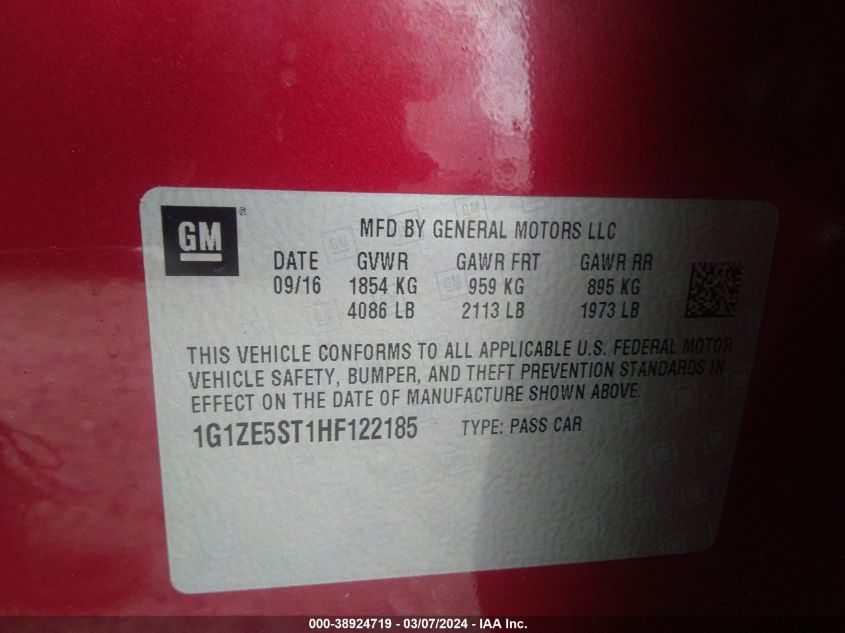 GM ®
MFD BY GENERAL MOTORS LLC
DATE GVWR GAWR FRT GAWR RR
09/16 1854 KG 959 KG 895 KG
4086 LB 2113 LB 1973 LB
THIS VEHICLE CONFORMS TO ALL APPLICABLE U.S. FEDERAL MOTOR
VEHICLE SAFETY, BUMPER, AND THEFT PREVENTION STANDARDS IN
EFFECT ON THE DATE OF MANUFACTURE SHOWN ABOVE.
1G1ZE5ST1HF122185 TYPE: PASS CAR
000-38924719 - 03/07/2024 - IAA Inc.